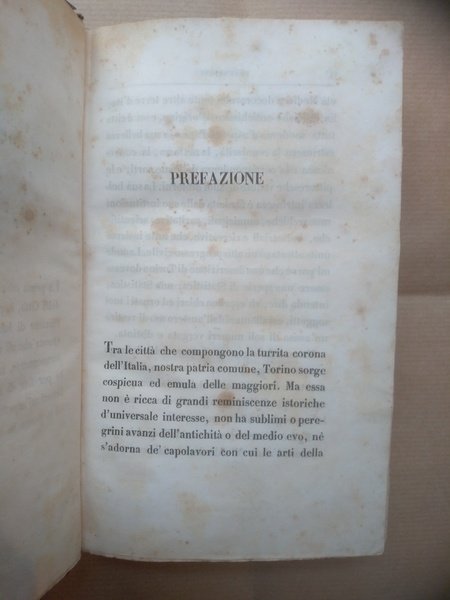 PREFAZIONE
Tra le città che compongono la turrita corona
dell'Italia, nostra patria comune, Torino sorge
cospicua ed emula delle maggiori. Ma essa
non è ricca di grandi reminiscenze istoriche
d'universale interesse, non ha sublimi o pere-
grini avanzi dell'antichità o del medio evo, né
s'adorna de' capolavori con cui le arti della